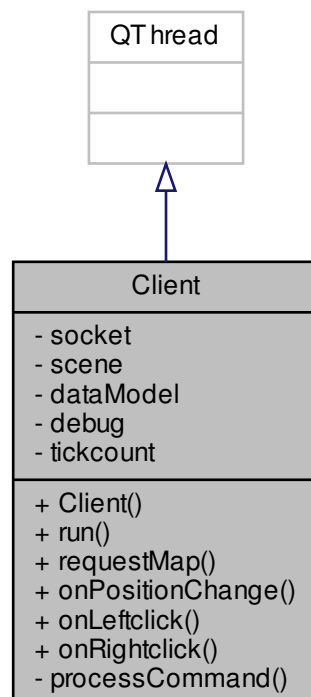 QThread
Client
- socket
- scene
- dataModel
- debug
- tickcount
+ Client()
+ run()
+ requestMap()
+ onPositionChange()
+ onLeftclick()
+ onRightclick()
- processCommand()